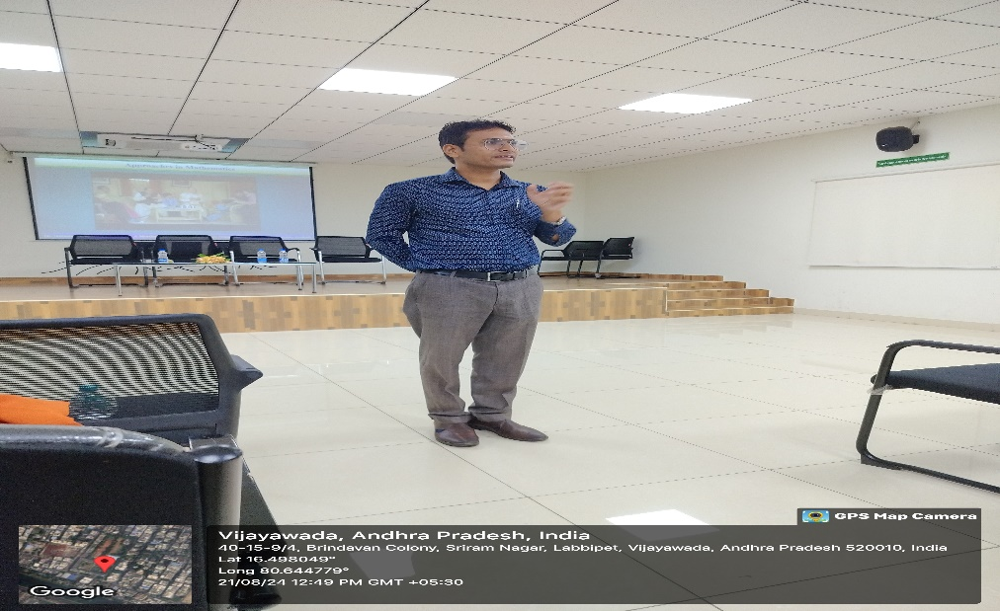 GPS Map Camera
Vijayawada, Andhra Pradesh, India
40-15-9/4, Brindavan Colony, Sriram Nagar, Labbipet, Vijayawada, Andhra Pradesh 520010, India
Lat 16.498049°
Long 80.644779°
21/08/24 12:49 PM GMT +05:30
Google